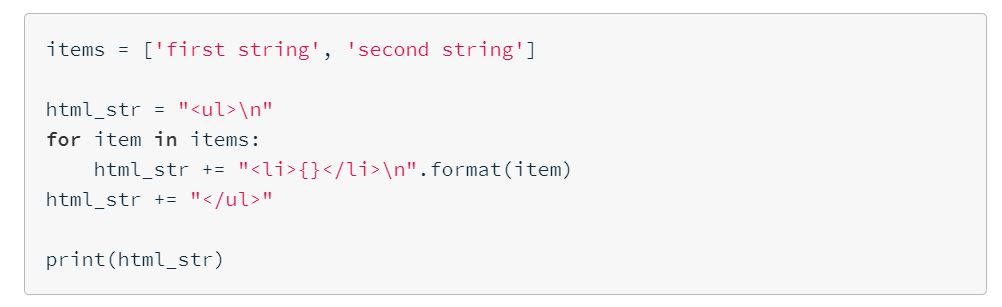 items = ['first string', 'second string']
html_str = "<ul>\n"
for item in items:
    html_str += "<li>{}</li>\n".format(item)
html_str += "</ul>"
print(html_str)